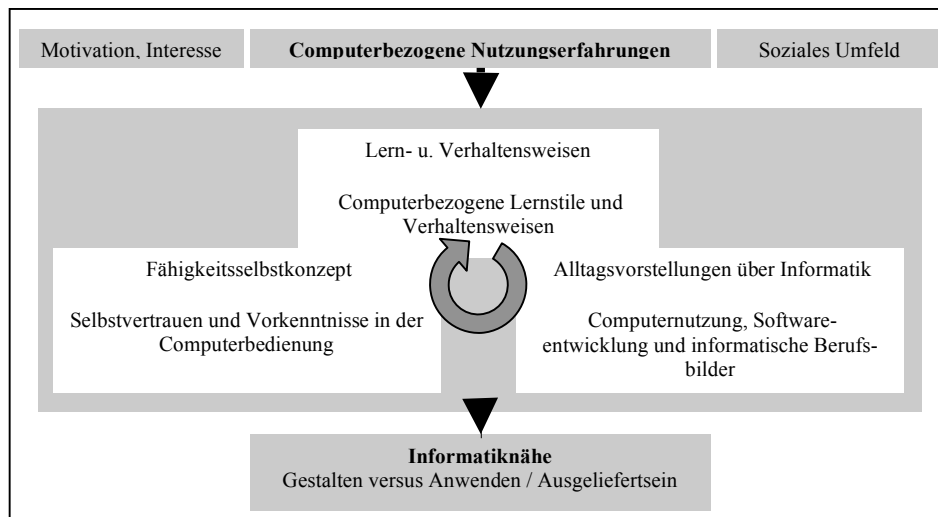 Motivation, Interesse
Computerbezogene Nutzungserfahrungen
Soziales Umfeld
Lern- u. Verhaltensweisen
Computerbezogene Lernstile und
Verhaltensweisen
Fähigkeitsselbstkonzept
Selbstvertrauen und Vorkenntnisse in der
Computerbedienung
Alltagsvorstellungen über Informatik
Computernutzung, Software-
entwicklung und informatische Berufs-
bilder
Informatiknähe
Gestalten versus Anwenden / Ausgeliefertsein